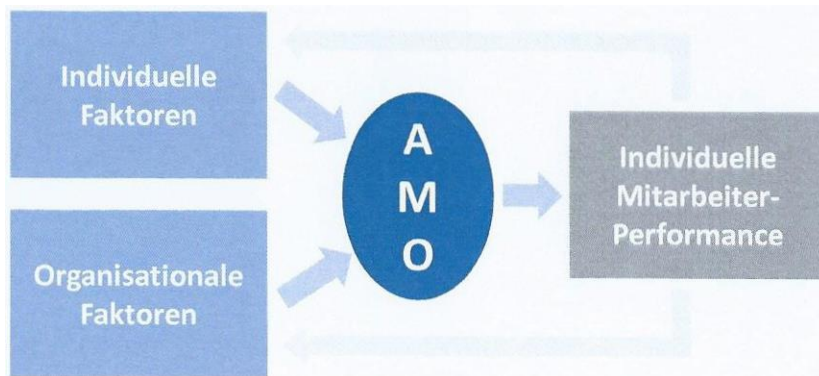 Individuelle
Faktoren
A
M
O
Individuelle
Mitarbeiter-
Performance
Organisationale
Faktoren